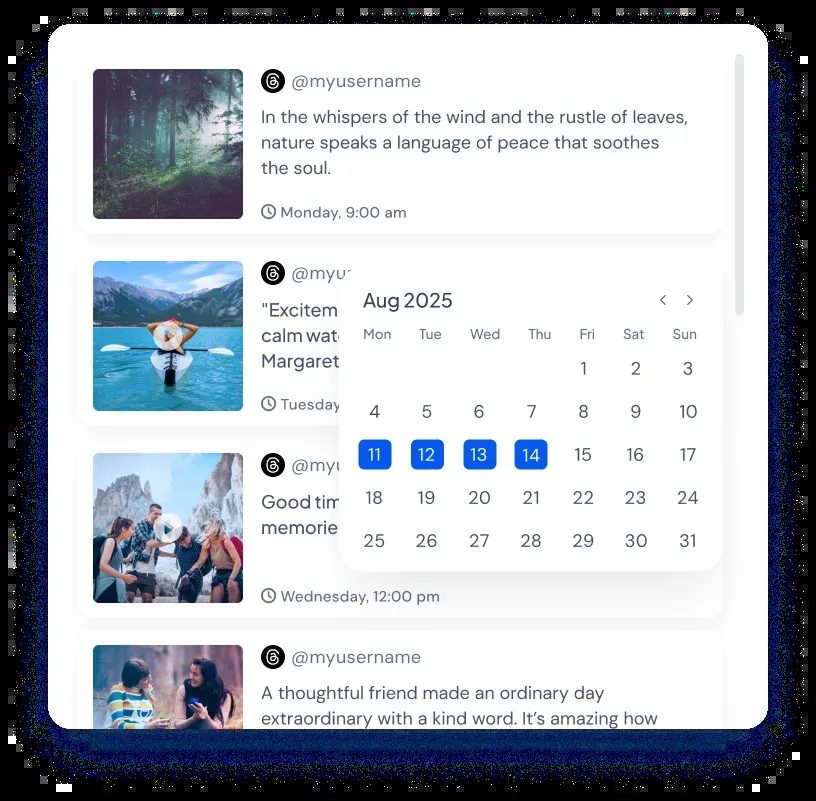 @myusername
In the whispers of the wind and the rustle of leaves,
nature speaks a language of peace that soothes
the soul.
Monday, 9:00 am
"Excitem
calm wat
Margaret
Tuesday
Aug 2025
Mon Tue Wed Thu Fri Sat Sun
1 2 3
4 5 6 7 8 9 10
11 12 13 14 15 16 17
18 19 20 21 22 23 24
25 26 27 28 29 30 31
@myu
Good tim
memorie
Wednesday, 12:00 pm
@myusername
A thoughtful friend made an ordinary day
extraordinary with a kind word. It’s amazing how